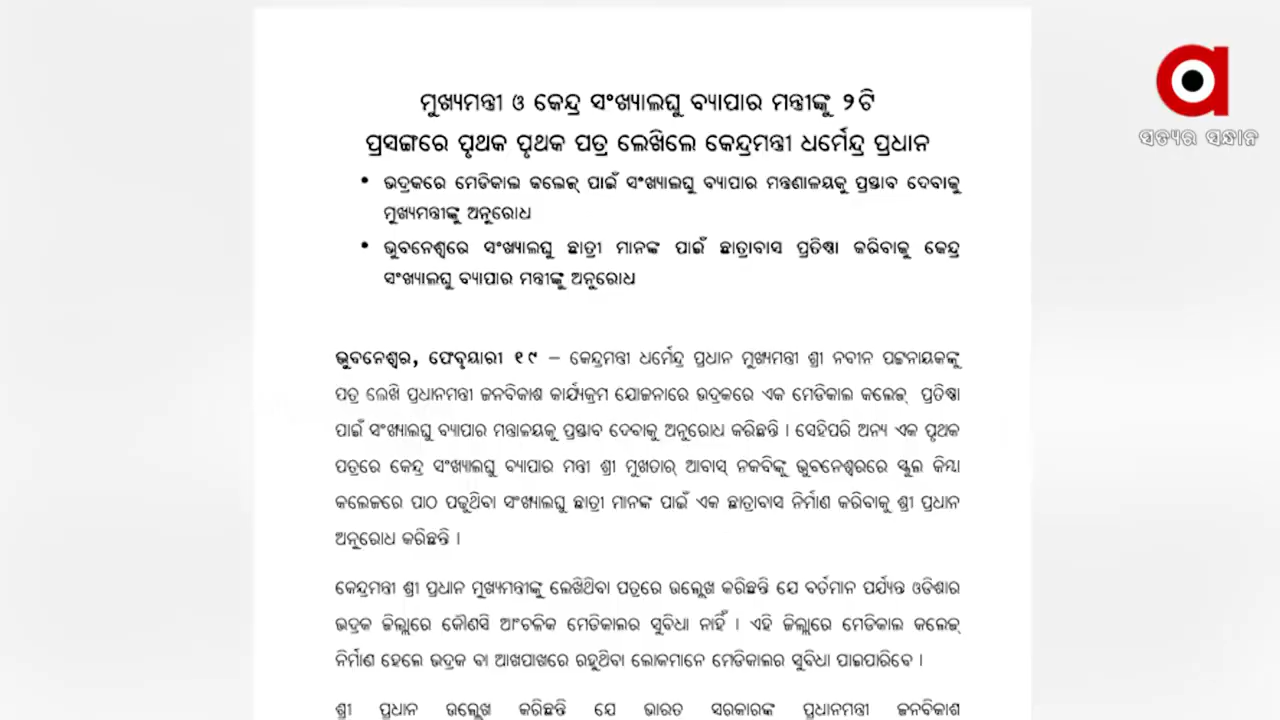 ମୁଖ୍ୟମନ୍ତ୍ରୀ ଓ କେନ୍ଦ୍ର ସଂଖ୍ୟାଲଘୁ ବ୍ୟାପାର ମନ୍ତ୍ରୀଙ୍କୁ ୨ଟି
ପ୍ରସଙ୍ଗରେ ପୃଥକ ପୃଥକ ପତ୍ର ଲେଖିଲେ କେନ୍ଦ୍ରମନ୍ତ୍ରୀ ଧର୍ମେନ୍ଦ୍ର ପ୍ରଧାନ
ସତ୍ୟର ସନ୍ଧାନ
• ଭଦ୍ରକରେ ମେଡିକାଲ କଲେଜ୍ ପାଇଁ ସଂଖ୍ୟାଲଘୁ ବ୍ୟାପାର ମନ୍ତ୍ରଣାଳୟକୁ ପ୍ରସ୍ତାବ ଦେବାକୁ
ମୁଖ୍ୟମନ୍ତ୍ରୀଙ୍କୁ ଅନୁରୋଧ
• ଭୁବନେଶ୍ୱରେ ସଂଖ୍ୟାଲଘୁ ଛାତ୍ରୀ ମାନଙ୍କ ପାଇଁ ଛାତ୍ରାବାସ ପ୍ରତିଷ୍ଠା କରିବାକୁ କେନ୍ଦ୍ର
ସଂଖ୍ୟାଲଘୁ ବ୍ୟାପାର ମନ୍ତ୍ରୀଙ୍କୁ ଅନୁରୋଧ
ଭୁବନେଶ୍ୱର, ଫେବୃୟାରୀ ୧୯ – କେନ୍ଦ୍ରମନ୍ତ୍ରୀ ଧର୍ମେନ୍ଦ୍ର ପ୍ରଧାନ ମୁଖ୍ୟମନ୍ତ୍ରୀ ଶ୍ରୀ ନବୀନ ପଟ୍ଟନାୟକଙ୍କୁ
ପତ୍ର ଲେଖି ପ୍ରଧାନମନ୍ତ୍ରୀ ଜନବିକାଶ କାର୍ଯ୍ୟକ୍ରମ ଯୋଜନାରେ ଭଦ୍ରକରେ ଏକ ମେଡିକାଲ କଲେଜ୍ ପ୍ରତିଷ୍ଠା
ପାଇଁ ସଂଖ୍ୟାଲଘୁ ବ୍ୟାପାର ମନ୍ତ୍ରାଳୟକୁ ପ୍ରସ୍ତାବ ଦେବାକୁ ଅନୁରୋଧ କରିଛନ୍ତି । ସେହିପରି ଅନ୍ୟ ଏକ ପୃଥକ
ପତ୍ରରେ କେନ୍ଦ୍ର ସଂଖ୍ୟାଲଘୁ ବ୍ୟାପାର ମନ୍ତ୍ରୀ ଶ୍ରୀ ମୁଖତାର୍ ଆବାସ୍ ନକବିଙ୍କୁ ଭୁବନେଶ୍ୱରରେ ସ୍କୁଲ କିମ୍ବା
କଲେଜରେ ପାଠ ପଢୁଥିବା ସଂଖ୍ୟାଲଘୁ ଛାତ୍ରୀ ମାନଙ୍କ ପାଇଁ ଏକ ଛାତ୍ରାବାସ ନିର୍ମାଣ କରିବାକୁ ଶ୍ରୀ ପ୍ରଧାନ
ଅନୁରୋଧ କରିଛନ୍ତି ।
କେନ୍ଦ୍ରମନ୍ତ୍ରୀ ଶ୍ରୀ ପ୍ରଧାନ ମୁଖ୍ୟମନ୍ତ୍ରୀଙ୍କୁ ଲେଖିଥିବା ପତ୍ରରେ ଉଲ୍ଲେଖ କରିଛନ୍ତି ଯେ ବର୍ତମାନ ପର୍ଯ୍ୟନ୍ତ ଓଡିଶାର
ଭଦ୍ରକ ଜିଲ୍ଲାରେ କୌଣସି ଆଂଚଳିକ ମେଡିକାଲର ସୁବିଧା ନାହିଁ । ଏହି ଜିଲ୍ଲାରେ ମେଡିକାଲ କଲେଜ୍
ନିର୍ମାଣ ହେଲେ ଭଦ୍ରକ ବା ଆଖପାଖରେ ରହୁଥିବା ଲୋକମାନେ ମେଡିକାଲର ସୁବିଧା ପାଇପାରିବେ ।
ଶ୍ରୀ ପ୍ରଧାନ ଉଲ୍ଲେଖ କରିଛନ୍ତି ଯେ ଭାରତ ସରକାରଙ୍କ ପ୍ରଧାନମନ୍ତ୍ରୀ ଜନବିକାଶ